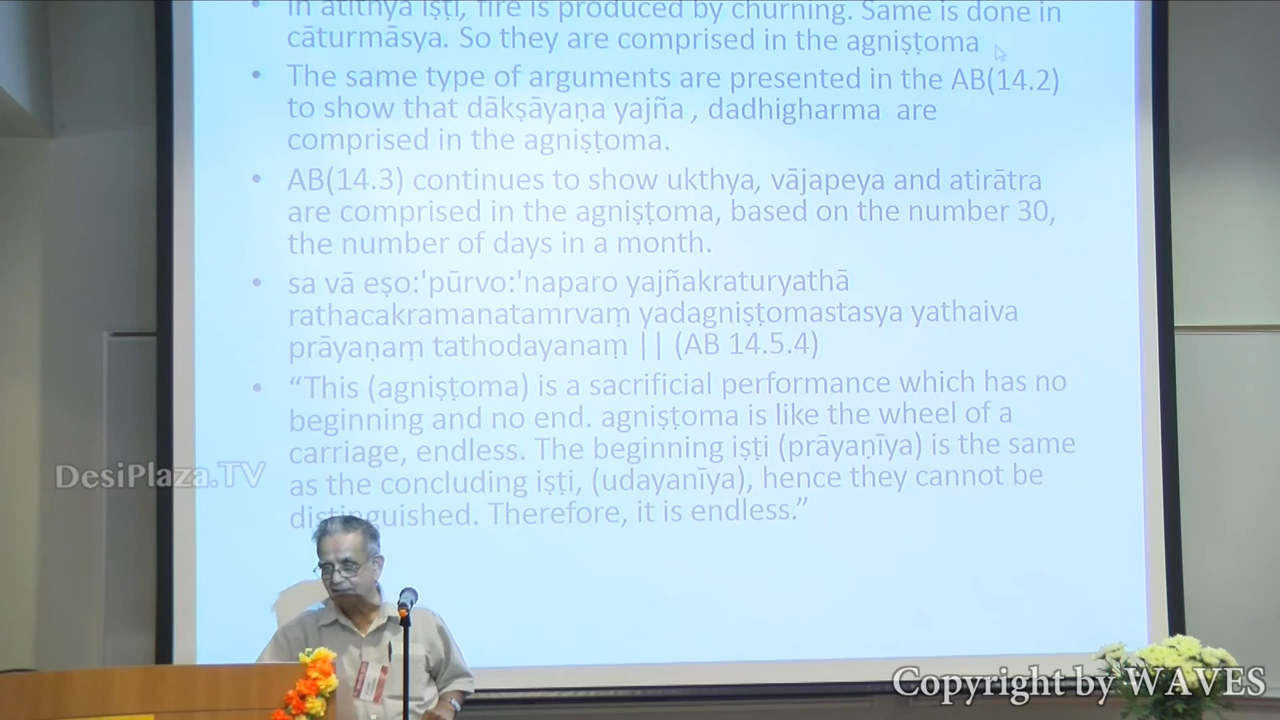 • In atithya iṣṭi, fire is produced by churning. Same is done in
cāturmāsya. So they are comprised in the agniṣṭoma
• The same type of arguments are presented in the AB(14.2)
to show that dākṣāyaṇa yajña , dadhigharma are
comprised in the agniṣṭoma.
• AB(14.3) continues to show ukthya, vājapeya and atirātra
are comprised in the agniṣṭoma, based on the number 30,
the number of days in a month.
• sa vā eṣo:'pūrvo:'naparo yajñakraturyathā
rathacakramanatamrvaṃ yadagniṣṭomastasya yathaiva
prāyaṇaṃ tathodayanaṃ || (AB 14.5.4)
• “This (agniṣṭoma) is a sacrificial performance which has no
beginning and no end. agniṣṭoma is like the wheel of a
carriage, endless. The beginning iṣṭi (prāyaṇīya) is the same
as the concluding iṣṭi, (udayanīya), hence they cannot be
distinguished. Therefore, it is endless.”
DesiPlaza.TV
Copyright by WAVES